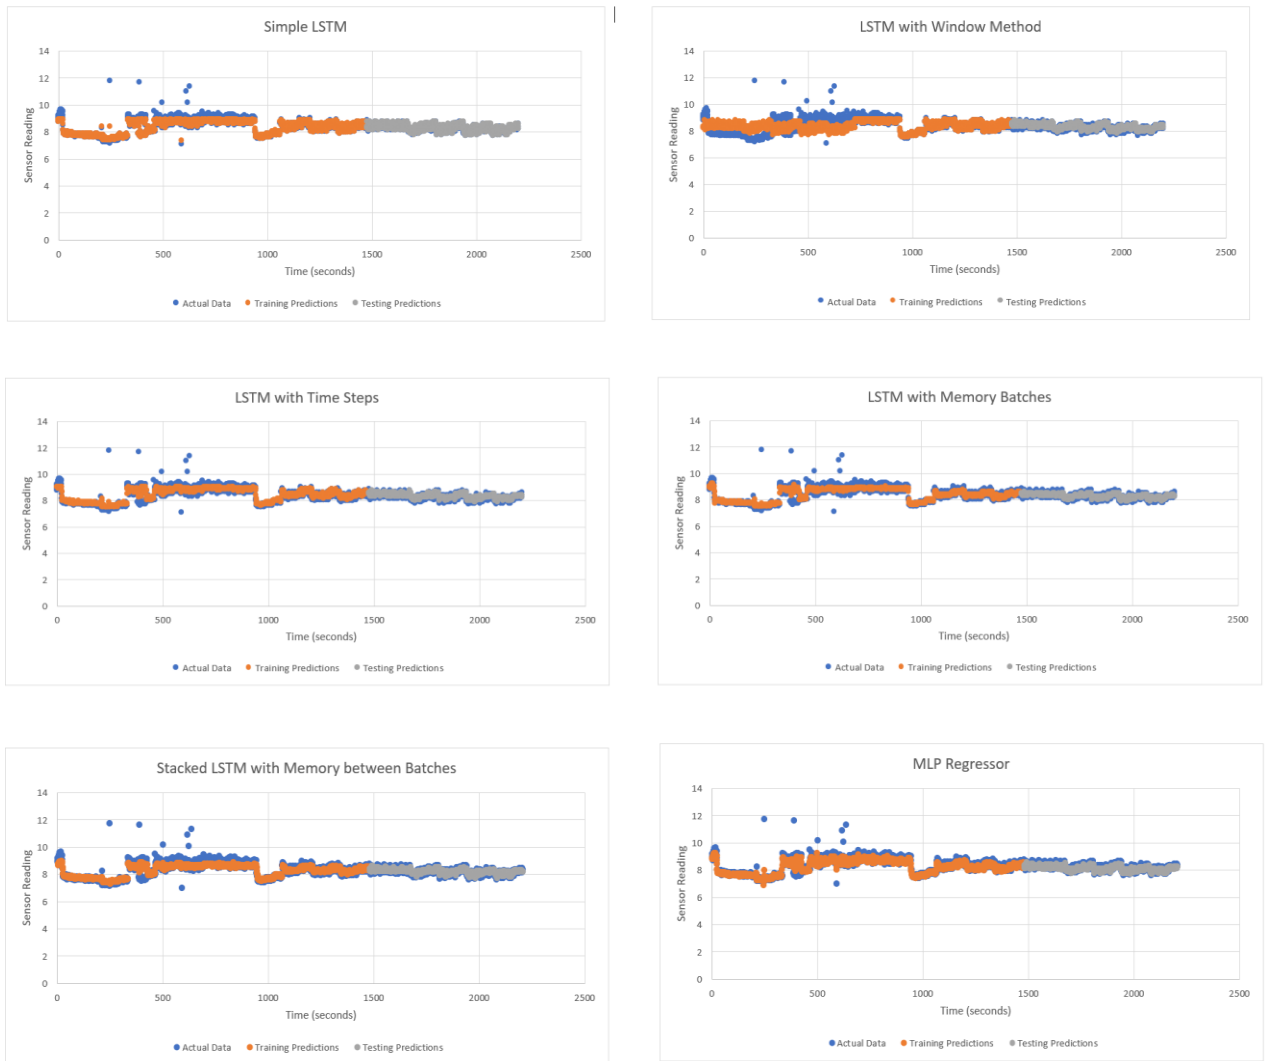 Simple LSTM
14
12
10
8
6
4
2
0
Sensor Reading
0 500 1000 1500 2000 2500
Time (seconds)
Actual Data Training Predictions Testing Predictions
LSTM with Window Method
14
12
10
8
6
4
2
0
Sensor Reading
0 500 1000 1500 2000 2500
Time (seconds)
Actual Data Training Predictions Testing Predictions
LSTM with Time Steps
14
12
10
8
6
4
2
0
Sensor Reading
0 500 1000 1500 2000 2500
Time (seconds)
Actual Data Training Predictions Testing Predictions
LSTM with Memory Batches
14
12
10
8
6
4
2
0
Sensor Reading
0 500 1000 1500 2000 2500
Time (seconds)
Actual Data Training Predictions Testing Predictions
Stacked LSTM with Memory between Batches
14
12
10
8
6
4
2
0
Sensor Reading
0 500 1000 1500 2000 2500
Time (seconds)
Actual Data Training Predictions Testing Predictions
MLP Regressor
14
12
10
8
6
4
2
0
Sensor Reading
0 500 1000 1500 2000 2500
Time (seconds)
Actual Data Training Predictions Testing Predictions